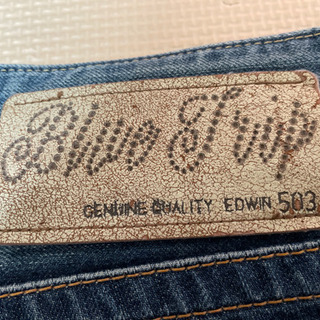 Blue Trip
GENUINE QUALITY EDWIN 503